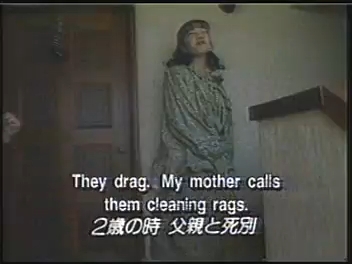 They drag. My mother calls
them cleaning rags.
2歳の時 父親と死別